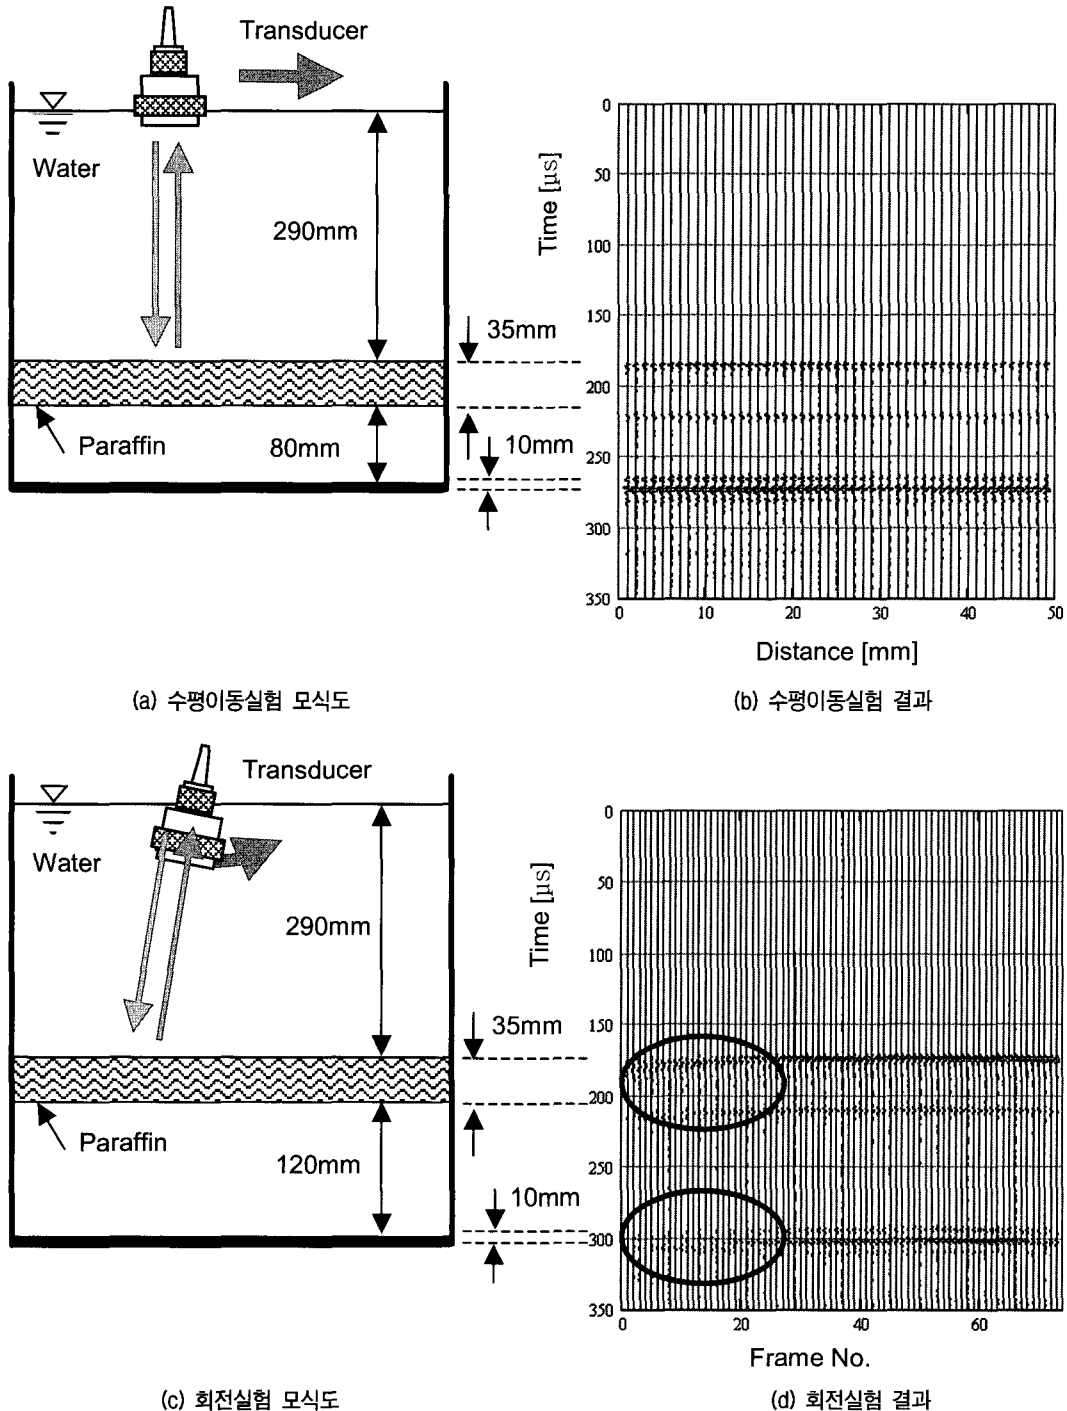 Transducer
Water
290mm
35mm
Paraffin
80mm
10mm
Time [µs]
0
50
100
150
200
250
300
350
0 10 20 30 40 50
Distance [mm]
(a) 수평이동실험 모식도
(b) 수평이동실험 결과
Transducer
Water
290mm
35mm
Paraffin
120mm
10mm
Time [µs]
0
50
100
150
200
250
300
350
0 20 40 60
Frame No.
(c) 회전실험 모식도
(d) 회전실험 결과